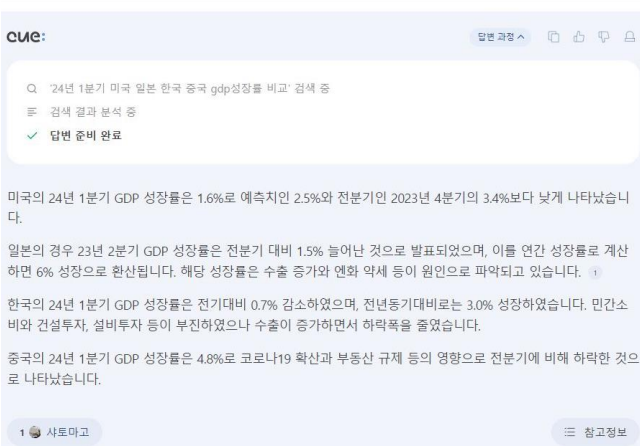 cue:
답변 과정
'24년 1분기 미국 일본 한국 중국 gdp성장률 비교' 검색 중
검색 결과 분석 중
답변 준비 완료
미국의 24년 1분기 GDP 성장률은 1.6%로 예측치인 2.5%와 전분기인 2023년 4분기의 3.4%보다 낮게 나타났습니
다.
일본의 경우 23년 2분기 GDP 성장률은 전분기 대비 1.5% 늘어난 것으로 발표되었으며, 이를 연간 성장률로 계산
하면 6% 성장으로 환산됩니다. 해당 성장률은 수출 증가와 엔화 약세 등이 원인으로 파악되고 있습니다. 1
한국의 24년 1분기 GDP 성장률은 전기대비 0.7% 감소하였으며, 전년동기대비로는 3.0% 성장하였습니다. 민간소
비와 건설투자, 설비투자 등이 부진하였으나 수출이 증가하면서 하락폭을 줄였습니다.
중국의 24년 1분기 GDP 성장률은 4.8%로 코로나19 확산과 부동산 규제 등의 영향으로 전분기에 비해 하락한 것으
로 나타났습니다.
1 샤토마고
참고정보